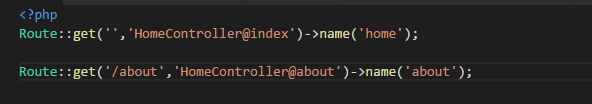 <?php
Route::get('','HomeController@index')->name('home');
Route::get('/about','HomeController@about')->name('about');